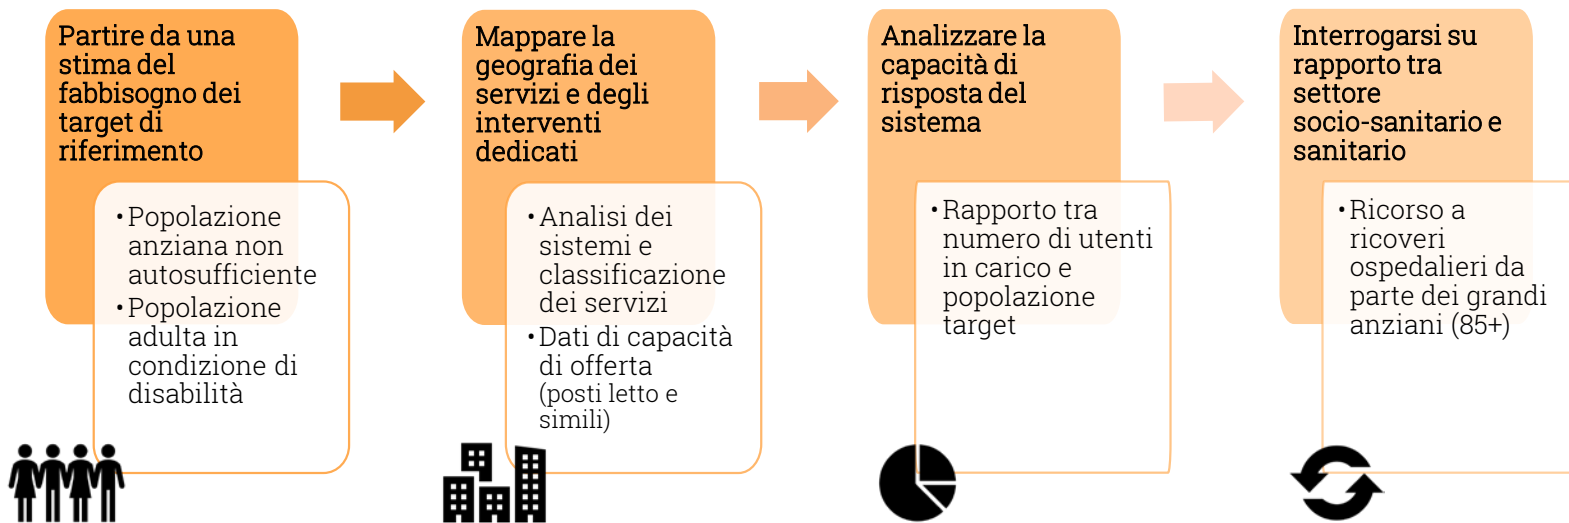 Partire da una
stima del
fabbisogno dei
target di
riferimento
•Popolazione
anziana non
autosufficiente
•Popolazione
adulta in
condizione di
disabilità
Mappare la
geografia dei
servizi e degli
interventi
dedicati
•Analisi dei
sistemi e
classificazione
dei servizi
•Dati di capacità
di offerta
(posti letto e
simili)
Analizzare la
capacità di
risposta del
sistema
•Rapporto tra
numero di utenti
in carico e
popolazione
target
Interrogarsi su
rapporto tra
settore
socio-sanitario e
sanitario
•Ricorso a
ricoveri
ospedalieri da
parte dei grandi
anziani (85+)